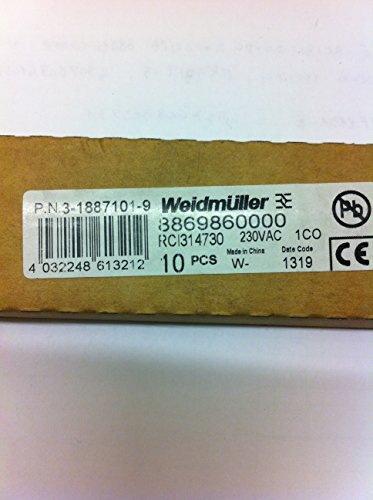 P.N.3-1887101-9
Weidmüller
8869860000
RCI314730 230VAC 1CO
10 PCS
Made in China
W-
Date Code
1319
4 032248 613212
Pb
CE